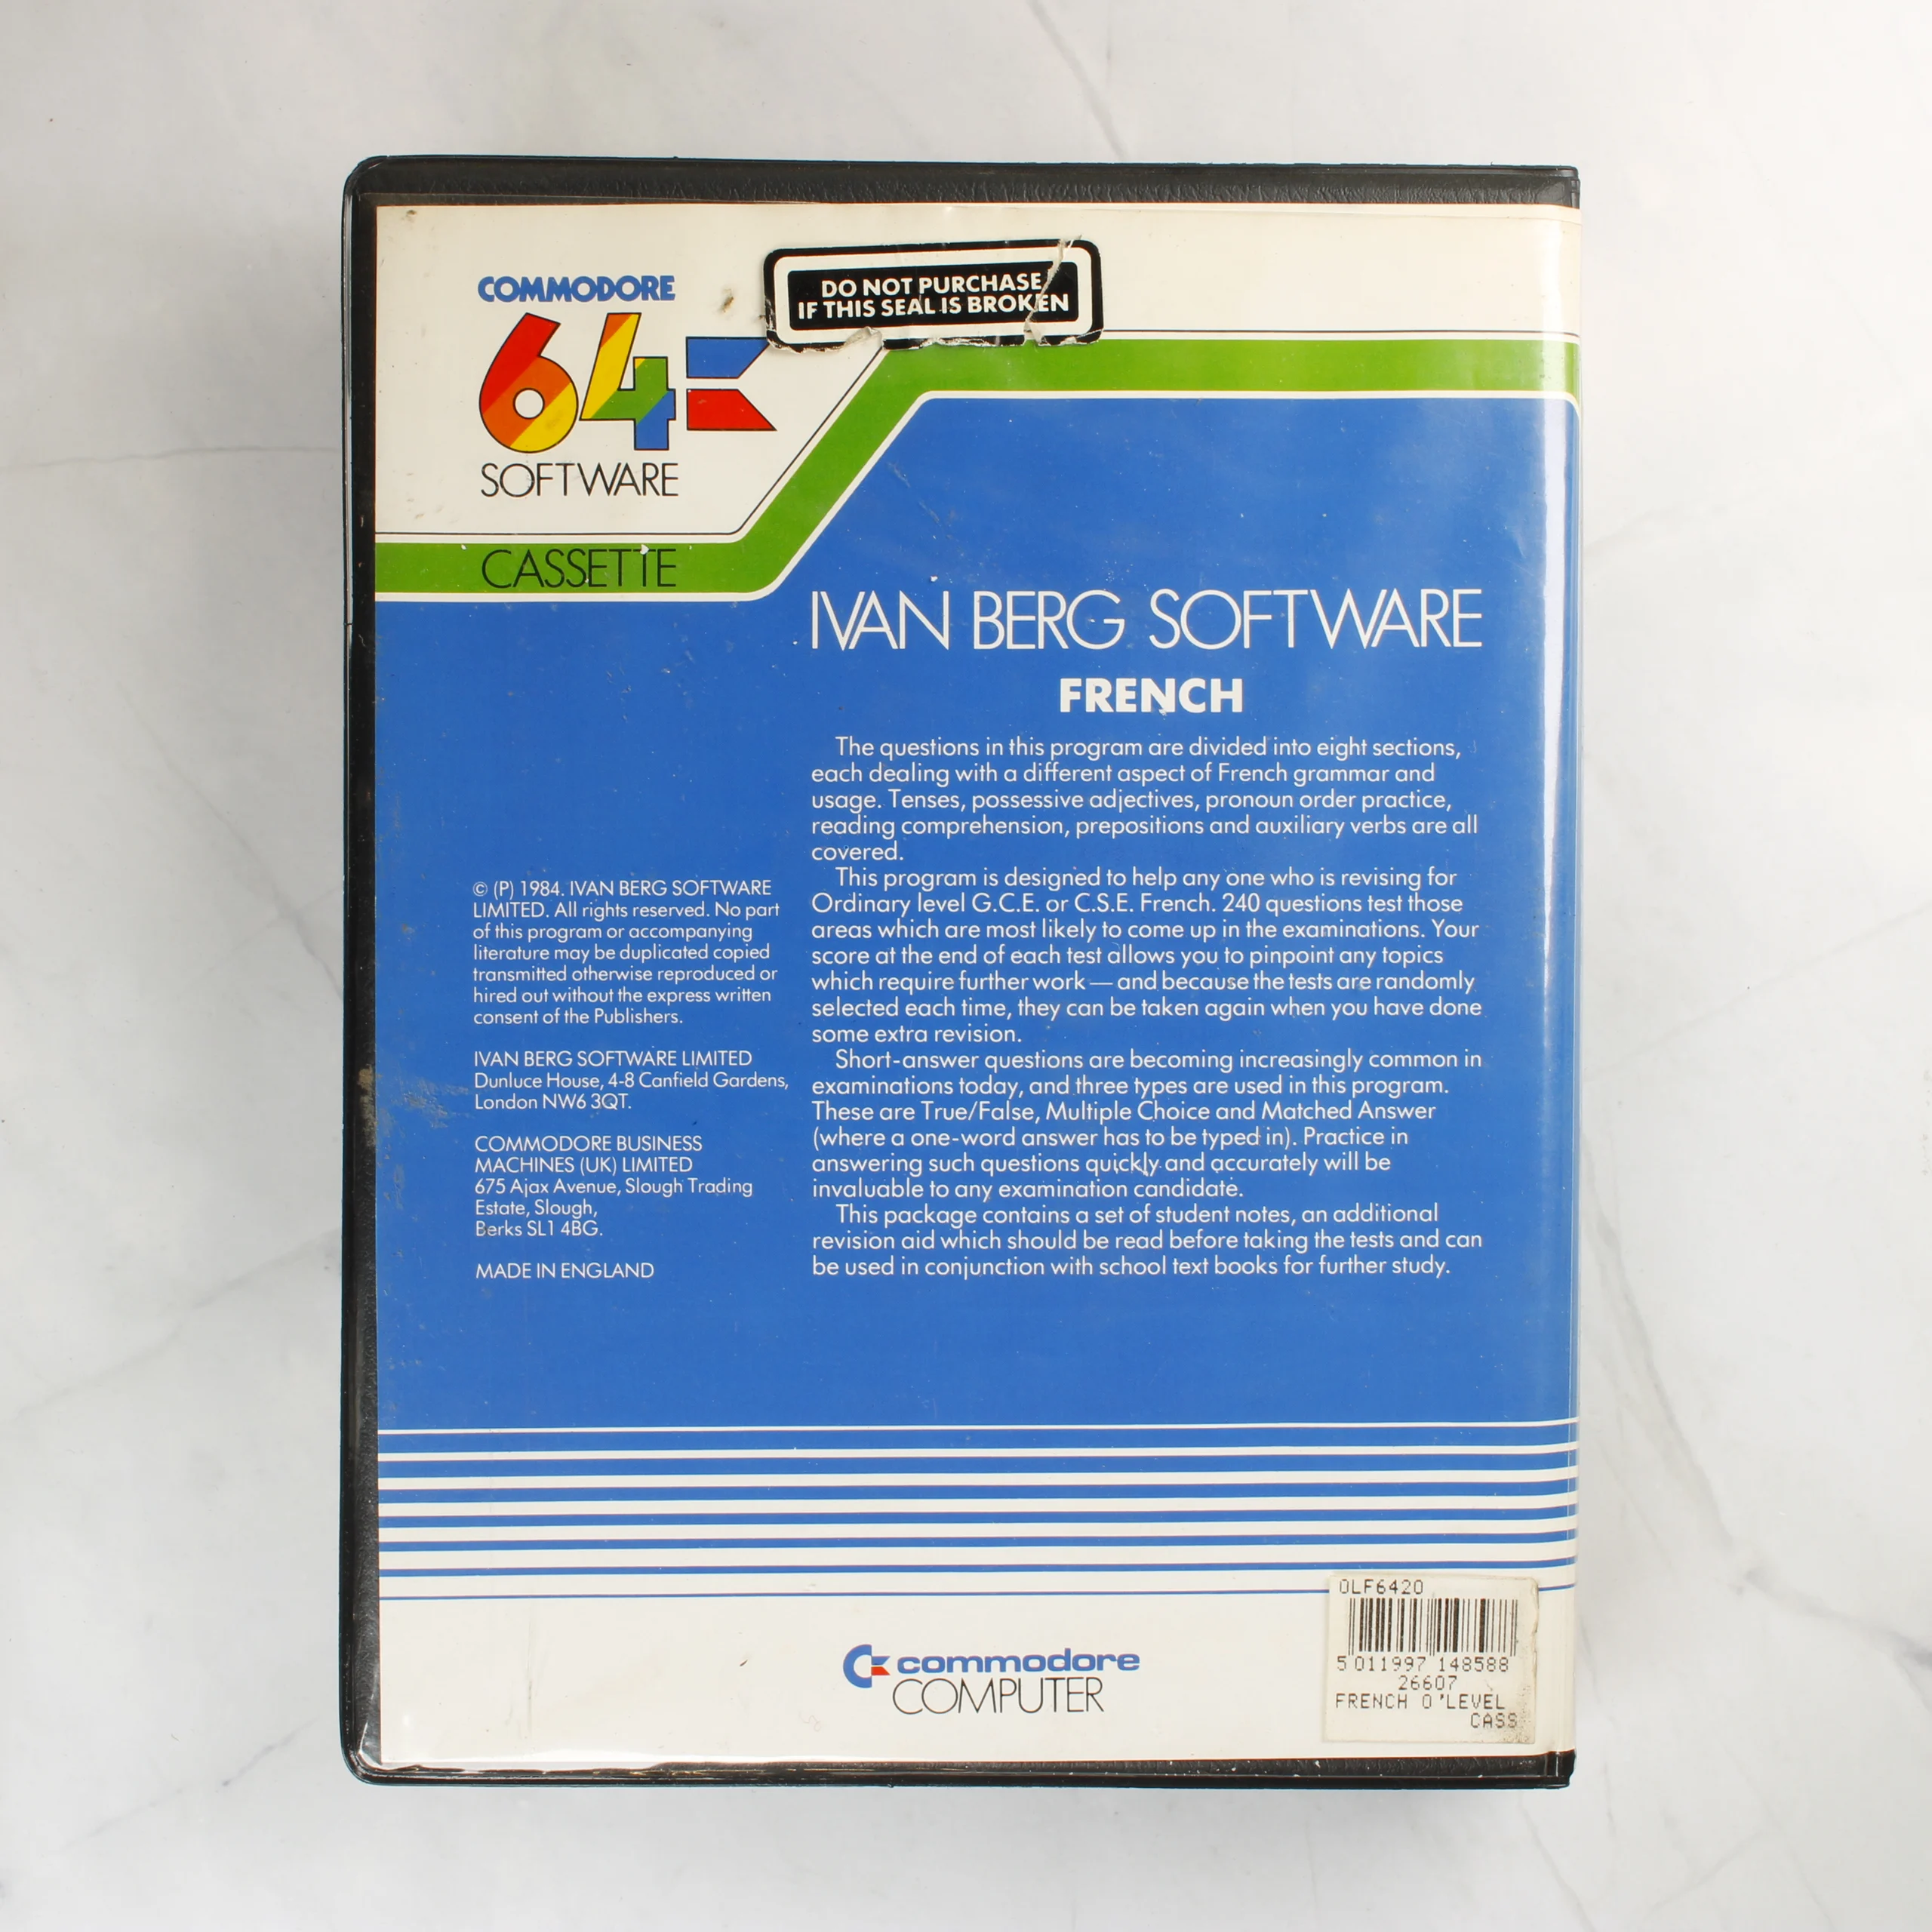 DO NOT PURCHASE
IF THIS SEAL IS BROKEN
COMMODORE
64
SOFTWARE
CASSETTE
IVAN BERG SOFTWARE
FRENCH
The questions in this program are divided into eight sections,
each dealing with a different aspect of French grammar and
usage. Tenses, possessive adjectives, pronoun order practice,
reading comprehension, prepositions and auxiliary verbs are all
covered.
This program is designed to help any one who is revising for
Ordinary level G.C.E. or C.S.E. French. 240 questions test those
areas which are most likely to come up in the examinations. Your
score at the end of each test allows you to pinpoint any topics
which require further work — and because the tests are randomly
selected each time, they can be taken again when you have done
some extra revision.
Short-answer questions are becoming increasingly common in
examinations today, and three types are used in this program.
These are True/False, Multiple Choice and Matched Answer
(where a one-word answer has to be typed in). Practice in
answering such questions quickly and accurately will be
invaluable to any examination candidate.
This package contains a set of student notes, an additional
revision aid which should be read before taking the tests and can
be used in conjunction with school text books for further study.
© (P) 1984. IVAN BERG SOFTWARE
LIMITED. All rights reserved. No part
of this program or accompanying
literature may be duplicated copied
transmitted otherwise reproduced or
hired out without the express written
consent of the Publishers.
IVAN BERG SOFTWARE LIMITED
Dunluce House, 4-8 Canfield Gardens,
London NW6 3QT.
COMMODORE BUSINESS
MACHINES (UK) LIMITED
675 Ajax Avenue, Slough Trading
Estate, Slough,
Berks SL1 4BG.
MADE IN ENGLAND
commodore
COMPUTER
OLF6420
5 011997 148588
26607
FRENCH O'LEVEL
CASS